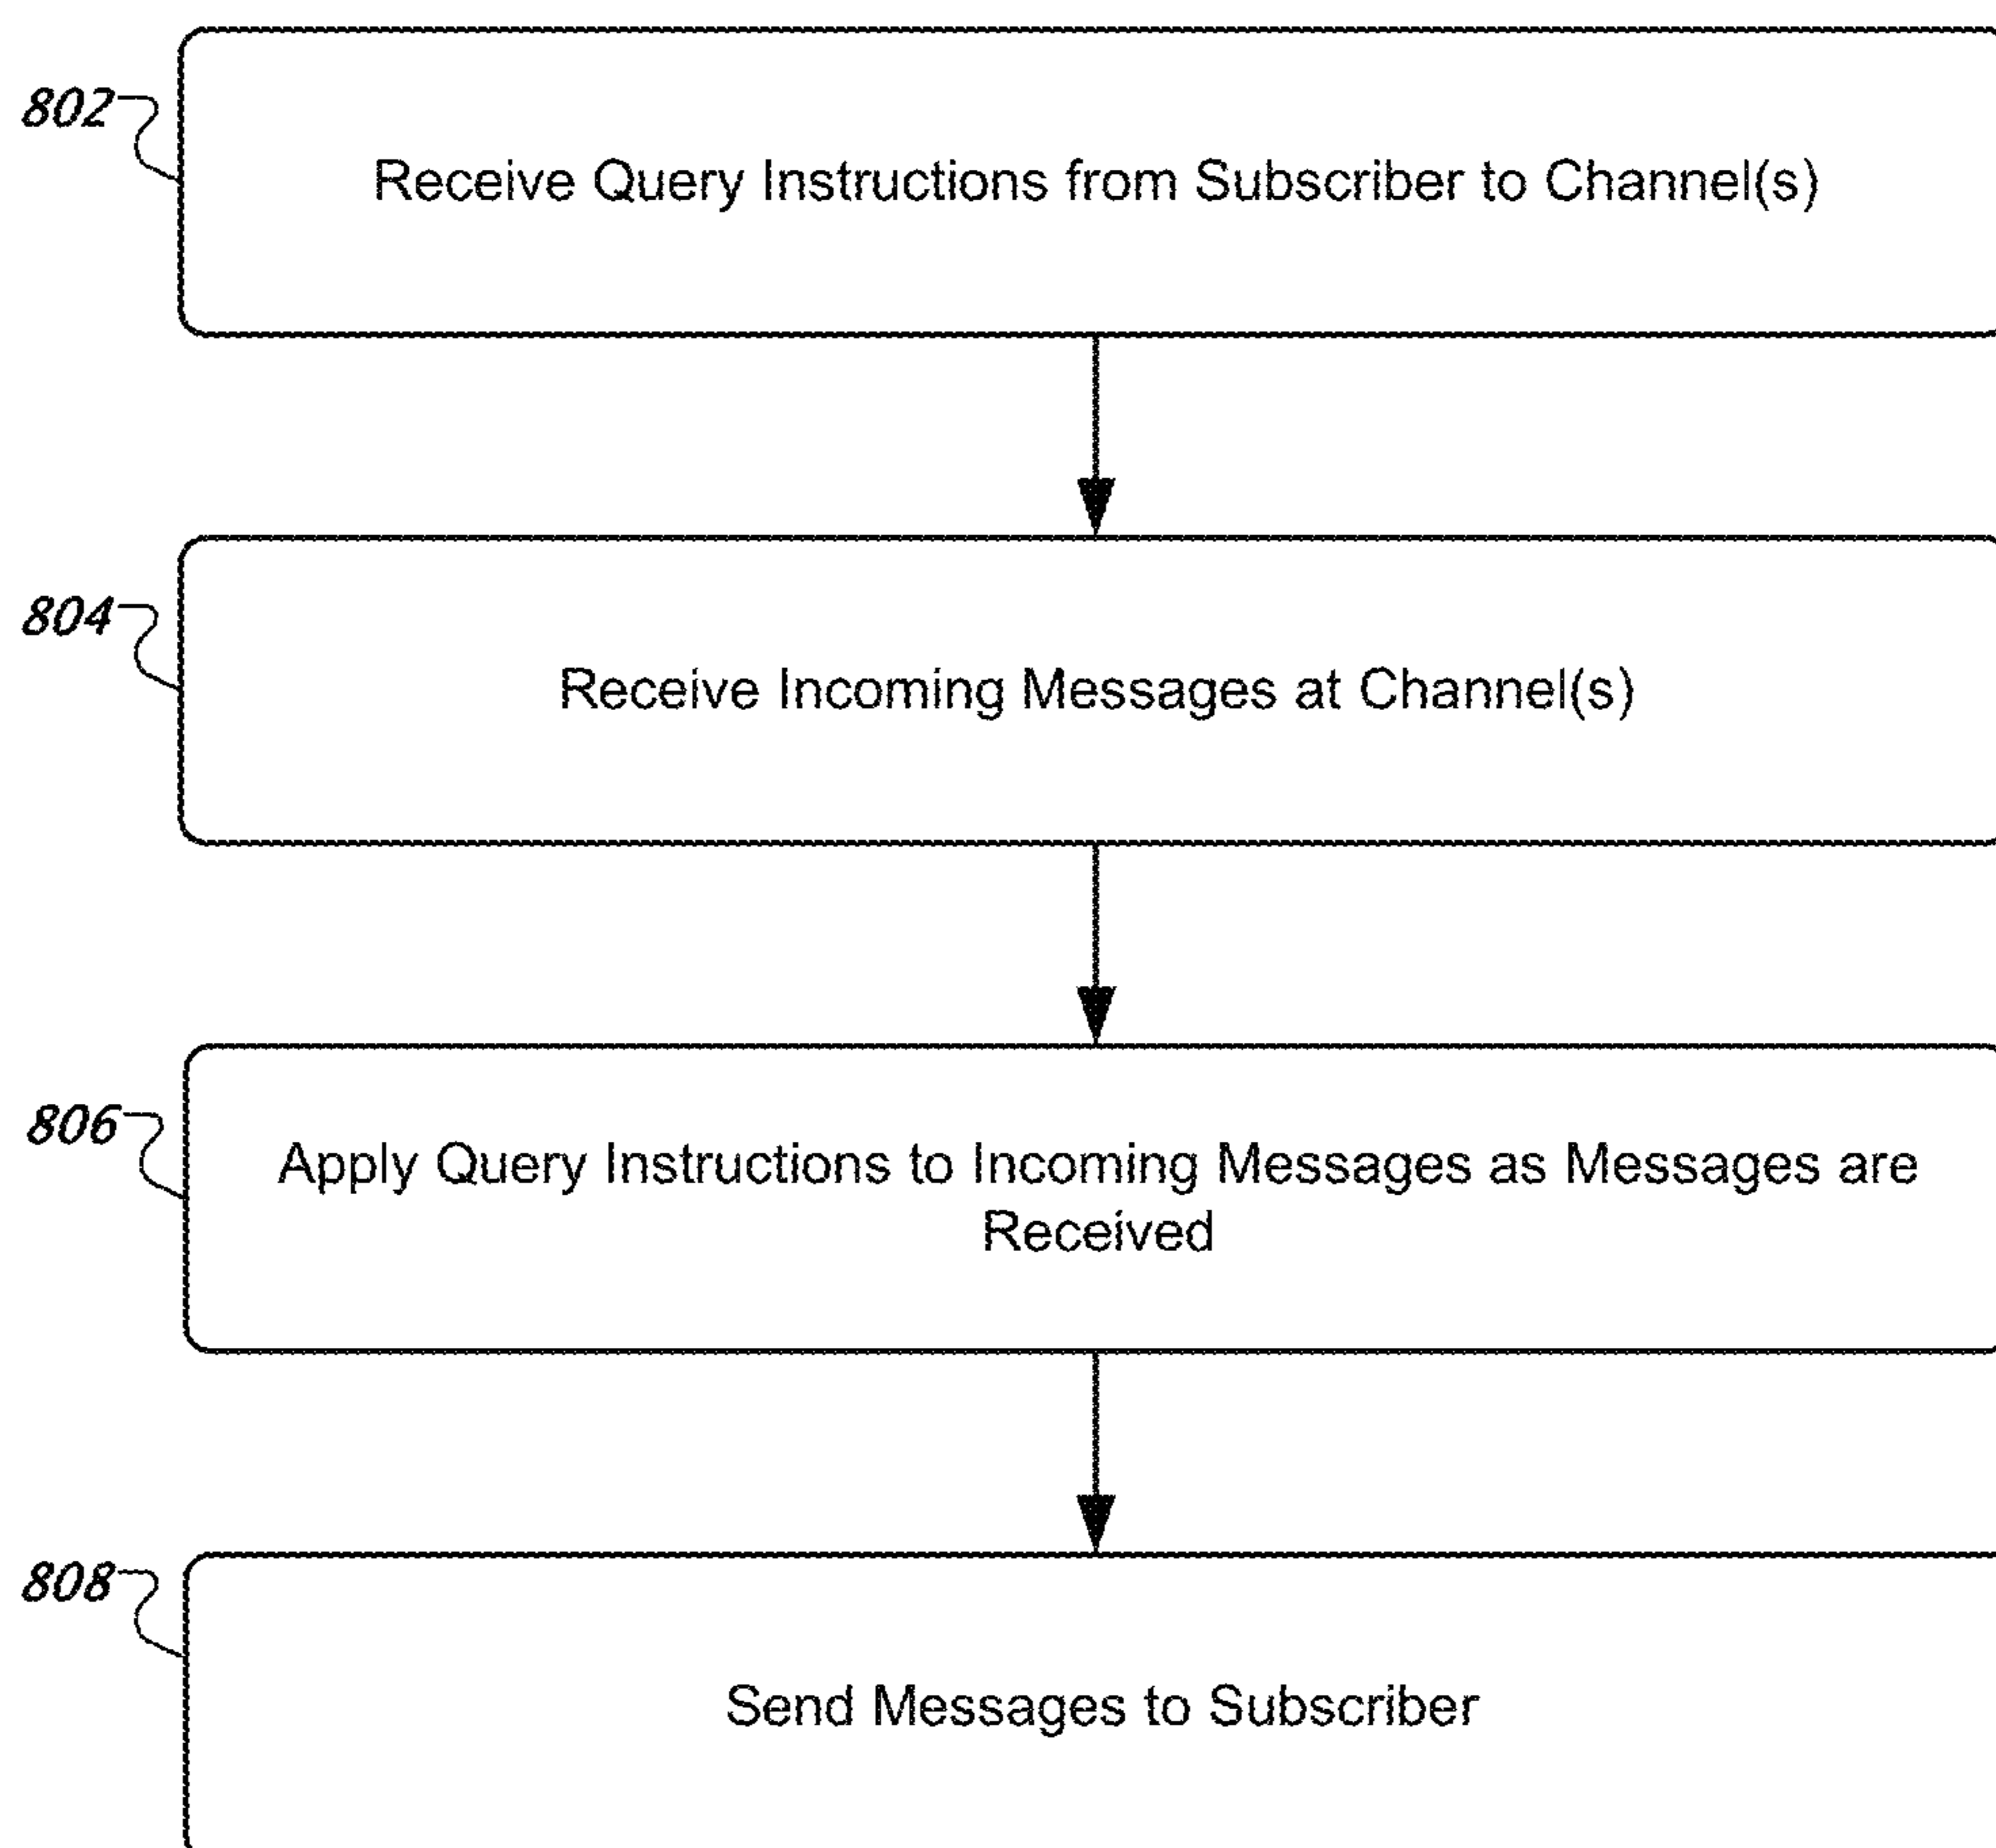 802
Receive Query Instructions from Subscriber to Channel(s)
804
Receive Incoming Messages at Channel(s)
806
Apply Query Instructions to Incoming Messages as Messages are
Received
808
Send Messages to Subscriber